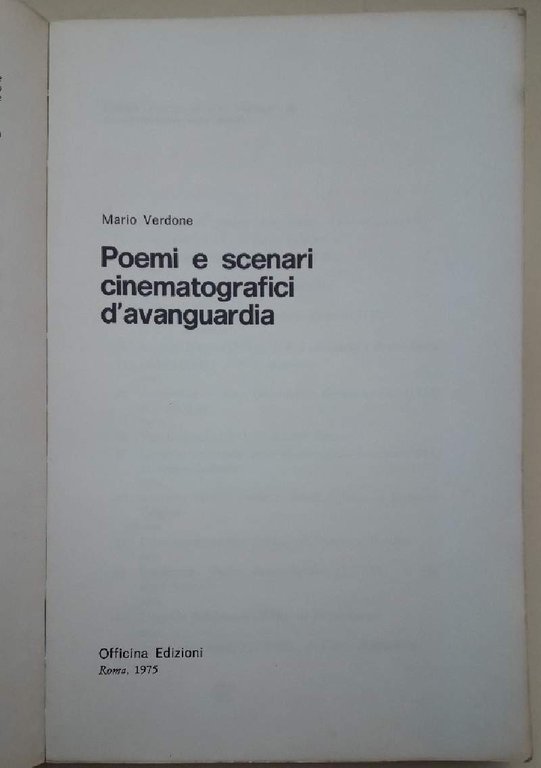 Mario Verdone
Poemi e scenari
cinematografici
d'avanguardia
Officina Edizioni
Roma, 1975